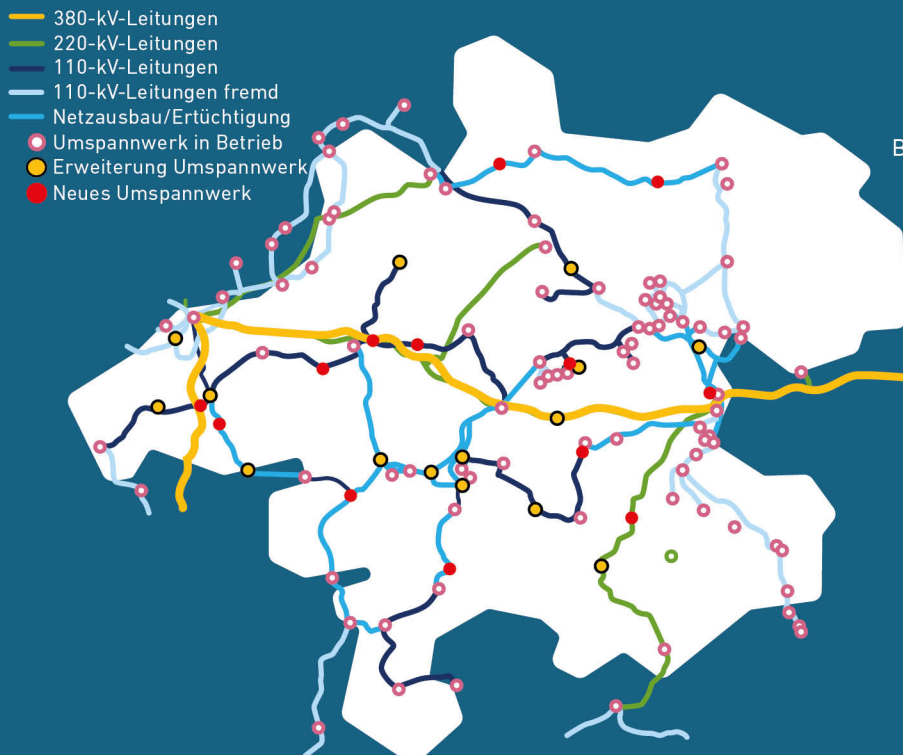 380-kV-Leitungen
220-kV-Leitungen
110-kV-Leitungen
110-kV-Leitungen fremd
Netzausbau/Ertüchtigung
Umspannwerk in Betrieb
Erweiterung Umspannwerk
Neues Umspannwerk
B